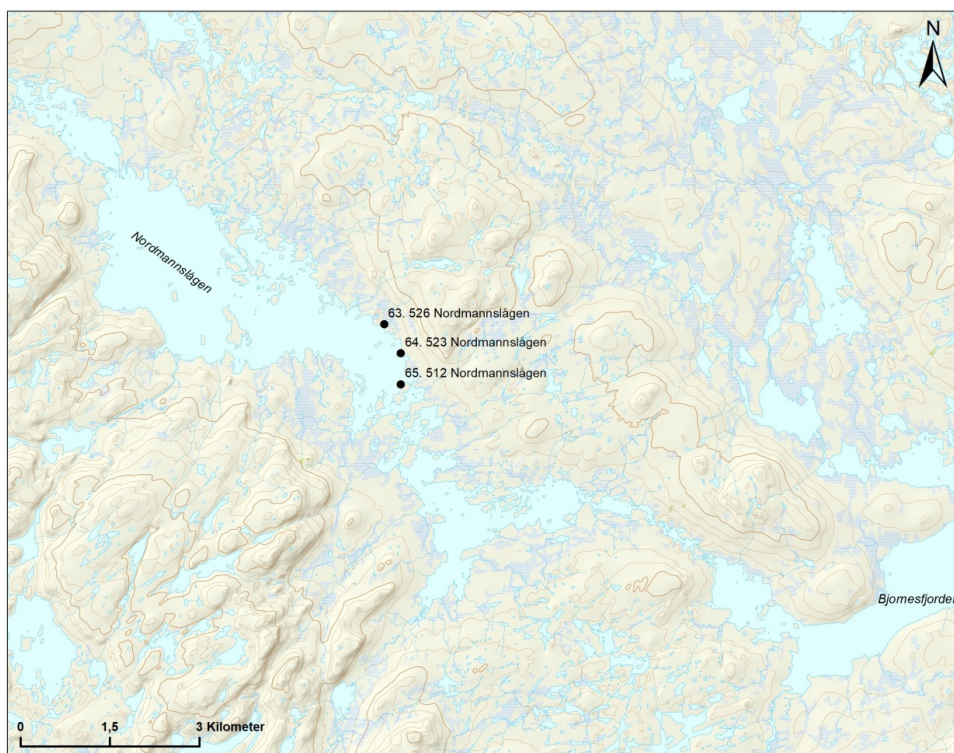 N
Nordmannslågen
63. 526 Nordmannslågen
64. 523 Nordmannslågen
65. 512 Nordmannslågen
Bjornesfjorden
0 1,5 3 Kilometer